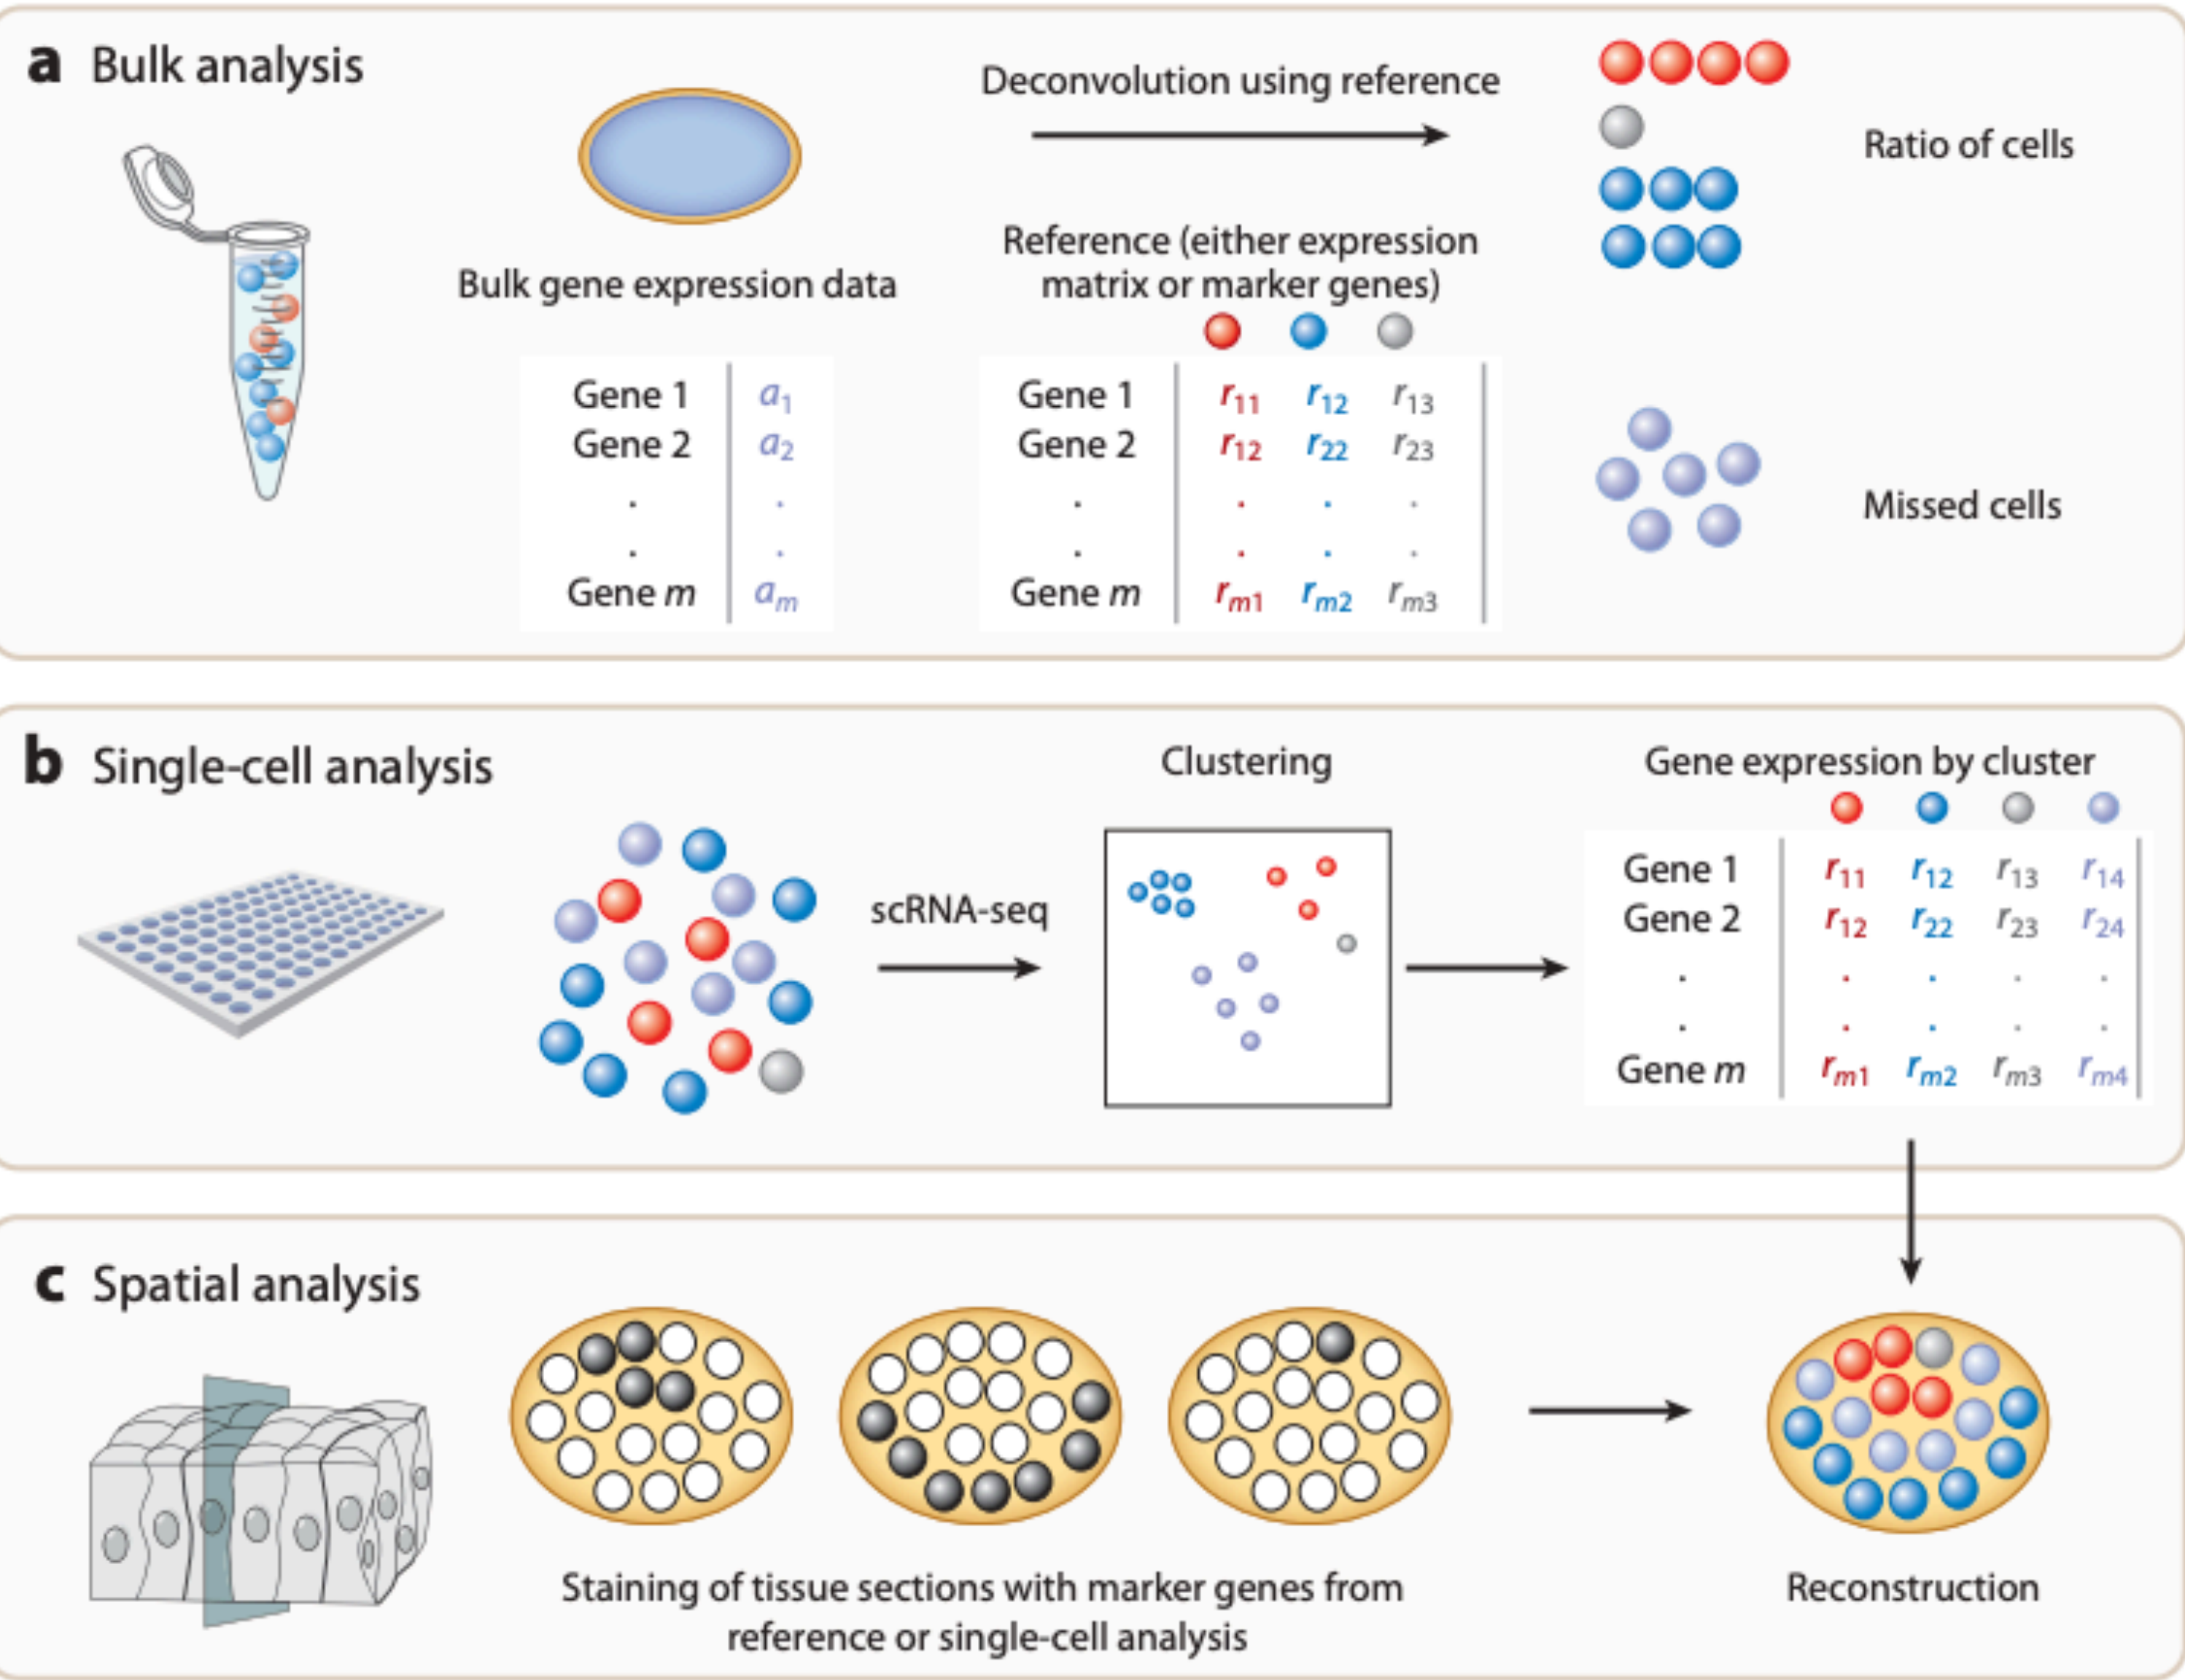 a Bulk analysis
Deconvolution using reference
Ratio of cells
Bulk gene expression data
Reference (either expression
matrix or marker genes)
Gene 1 a1
Gene 2 a2
. .
. .
Gene m am
Gene 1 r11 r12 r13
Gene 2 r12 r22 r23
. . . .
. . . .
Gene m rm1 rm2 rm3
Missed cells
b Single-cell analysis
scRNA-seq
Clustering
Gene expression by cluster
Gene 1 r11 r12 r13 r14
Gene 2 r12 r22 r23 r24
. . . . .
. . . . .
Gene m rm1 rm2 rm3 rm4
c Spatial analysis
Staining of tissue sections with marker genes from
reference or single-cell analysis
Reconstruction